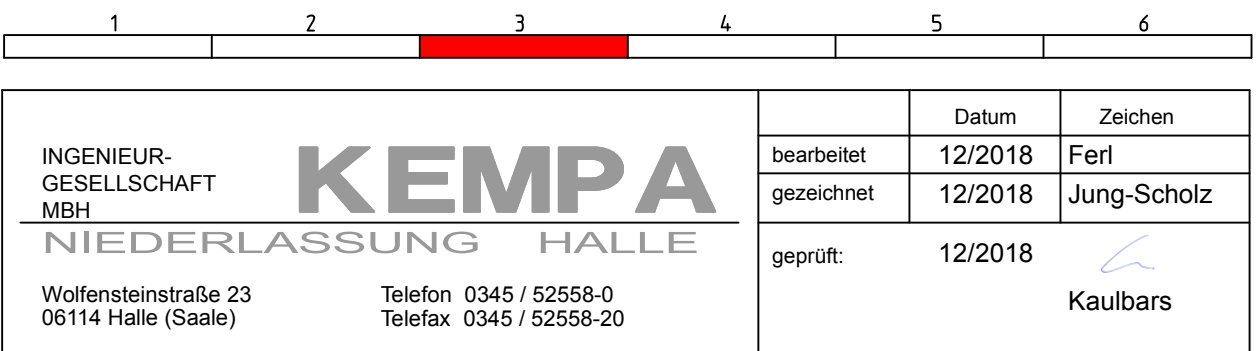 1 2 3 4 5 6
INGENIEUR-
GESELLSCHAFT
MBH
KEMPA
NIEDERLASSUNG HALLE
Wolfensteinstraße 23
06114 Halle (Saale)
Telefon 0345 / 52558-0
Telefax 0345 / 52558-20
Datum Zeichen
bearbeitet 12/2018 Ferl
gezeichnet 12/2018 Jung-Scholz
geprüft: 12/2018
Kaulbars